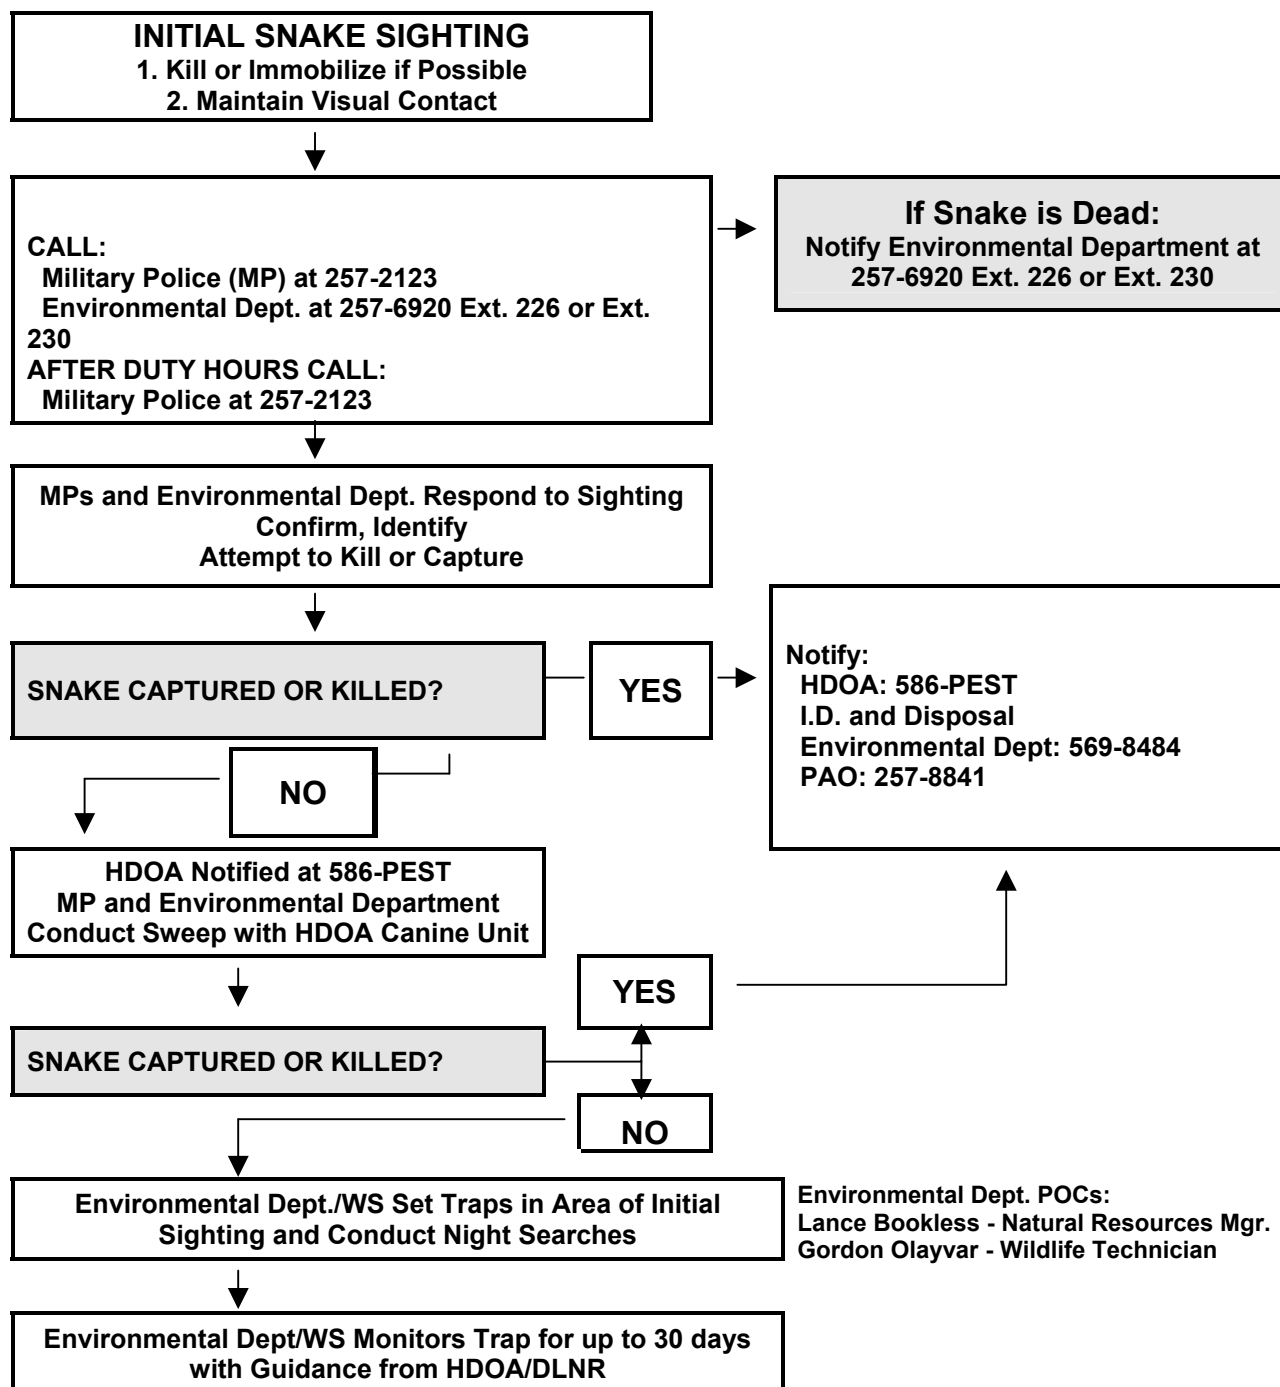 INITIAL SNAKE SIGHTING
1. Kill or Immobilize if Possible
2. Maintain Visual Contact
CALL:
Military Police (MP) at 257-2123
Environmental Dept. at 257-6920 Ext. 226 or Ext.
230
AFTER DUTY HOURS CALL:
Military Police at 257-2123
If Snake is Dead:
Notify Environmental Department at
257-6920 Ext. 226 or Ext. 230
MPs and Environmental Dept. Respond to Sighting
Confirm, Identify
Attempt to Kill or Capture
SNAKE CAPTURED OR KILLED?
YES
Notify:
HDOA: 586-PEST
I.D. and Disposal
Environmental Dept: 569-8484
PAO: 257-8841
NO
HDOA Notified at 586-PEST
MP and Environmental Department
Conduct Sweep with HDOA Canine Unit
YES
SNAKE CAPTURED OR KILLED?
NO
Environmental Dept./WS Set Traps in Area of Initial
Sighting and Conduct Night Searches
Environmental Dept. POCs:
Lance Bookless - Natural Resources Mgr.
Gordon Olayvar - Wildlife Technician
Environmental Dept/WS Monitors Trap for up to 30 days
with Guidance from HDOA/DLNR